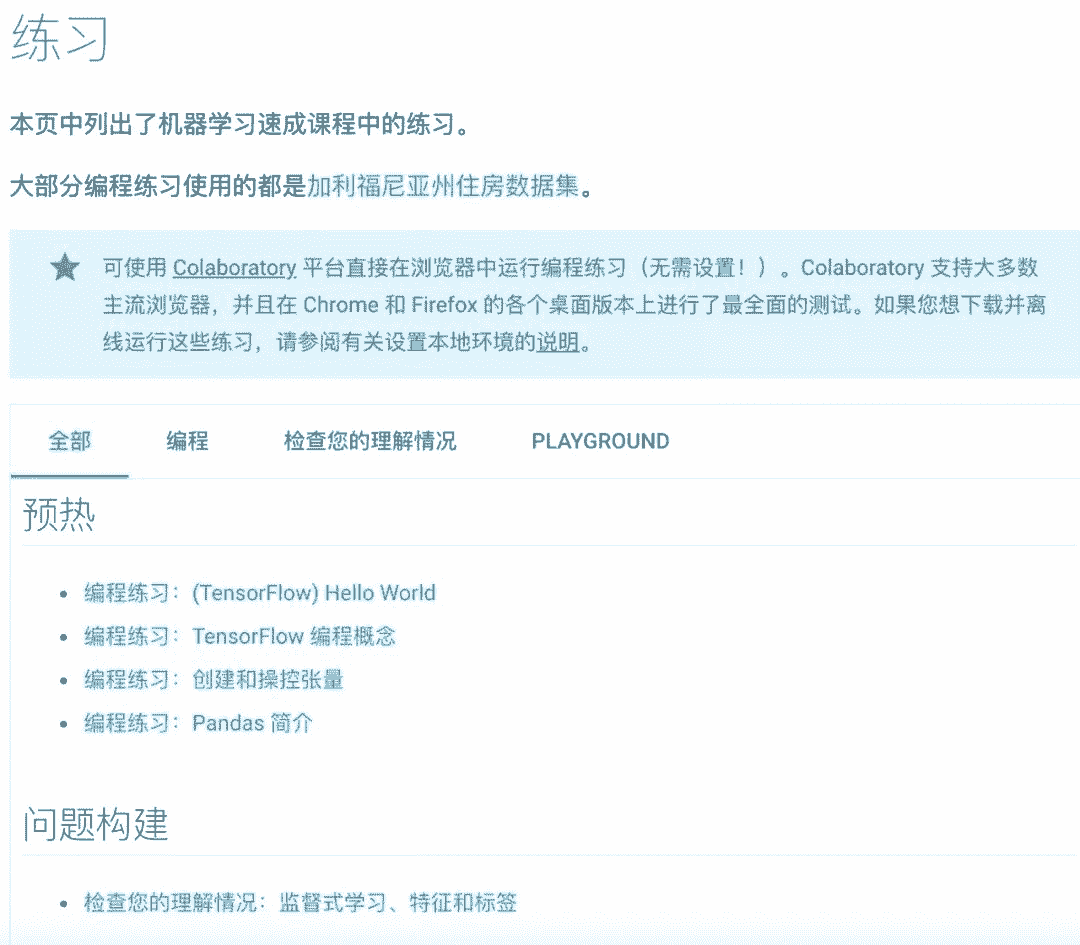 练习
本页中列出了机器学习速成课程中的练习。
大部分编程练习使用的都是加利福尼亚州住房数据集。
★ 可使用 Colaboratory 平台直接在浏览器中运行编程练习（无需设置！）。Colaboratory 支持大多数
主流浏览器，并且在 Chrome 和 Firefox 的各个桌面版本上进行了最全面的测试。如果您想下载并离
线运行这些练习，请参阅有关设置本地环境的说明。
全部 编程 检查您的理解情况 PLAYGROUND
预热
• 编程练习：(TensorFlow) Hello World
• 编程练习：TensorFlow 编程概念
• 编程练习：创建和操控张量
• 编程练习：Pandas 简介
问题构建
• 检查您的理解情况：监督式学习、特征和标签